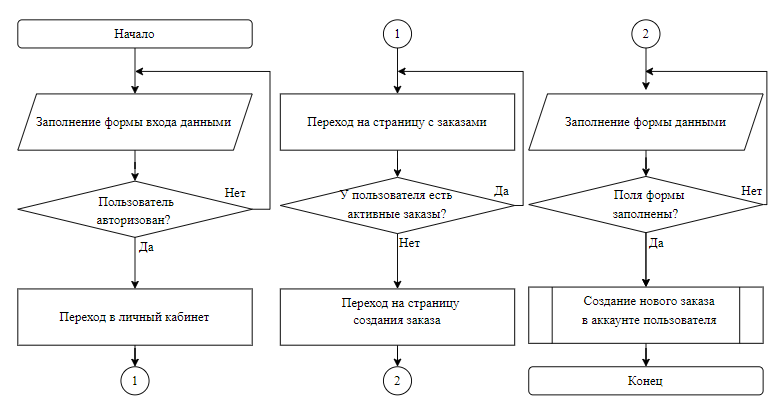 Начало
Заполнение формы входа данными
Пользователь
авторизован?
Нет
Да
Переход в личный кабинет
1
1
Переход на страницу с заказами
У пользователя есть
активные заказы?
Да
Нет
Переход на страницу
создания заказа
2
2
Заполнение формы данными
Поля формы
заполнены?
Нет
Да
Создание нового заказа
в аккаунте пользователя
Конец